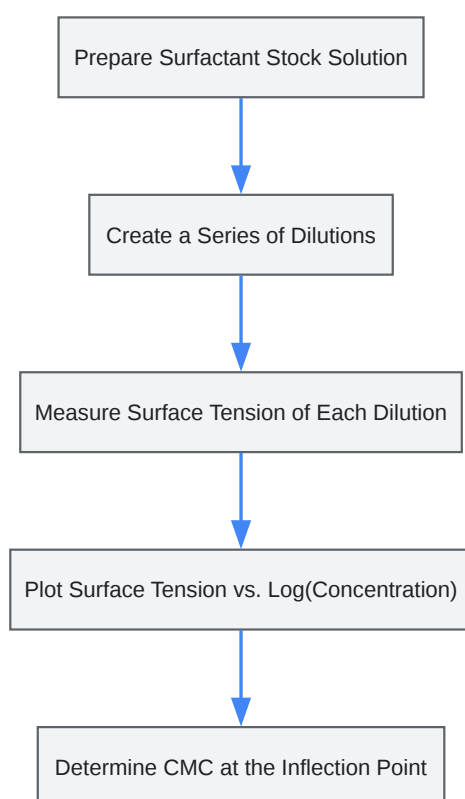 Prepare Surfactant Stock Solution
Create a Series of Dilutions
Measure Surface Tension of Each Dilution
Plot Surface Tension vs. Log(Concentration)
Determine CMC at the Inflection Point